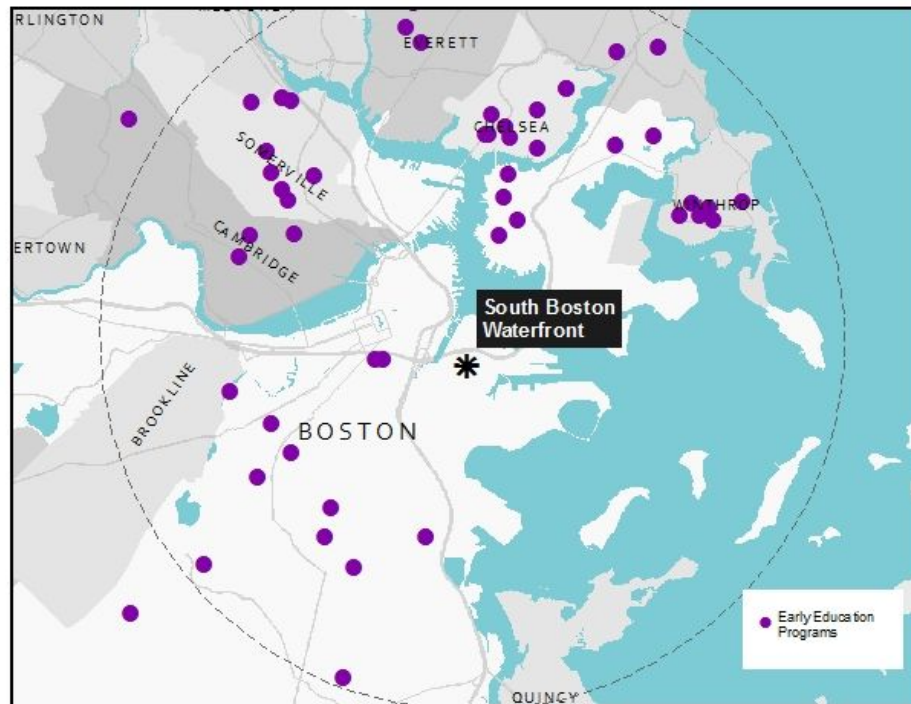 RLINGTON
EVERETT
CHELSEA
SOMERVILLE
WINTHROP
ERTOWN
CAMBRIDGE
South Boston
Waterfront
BROOKLINE
BOSTON
Early Education
Programs
QUINCY